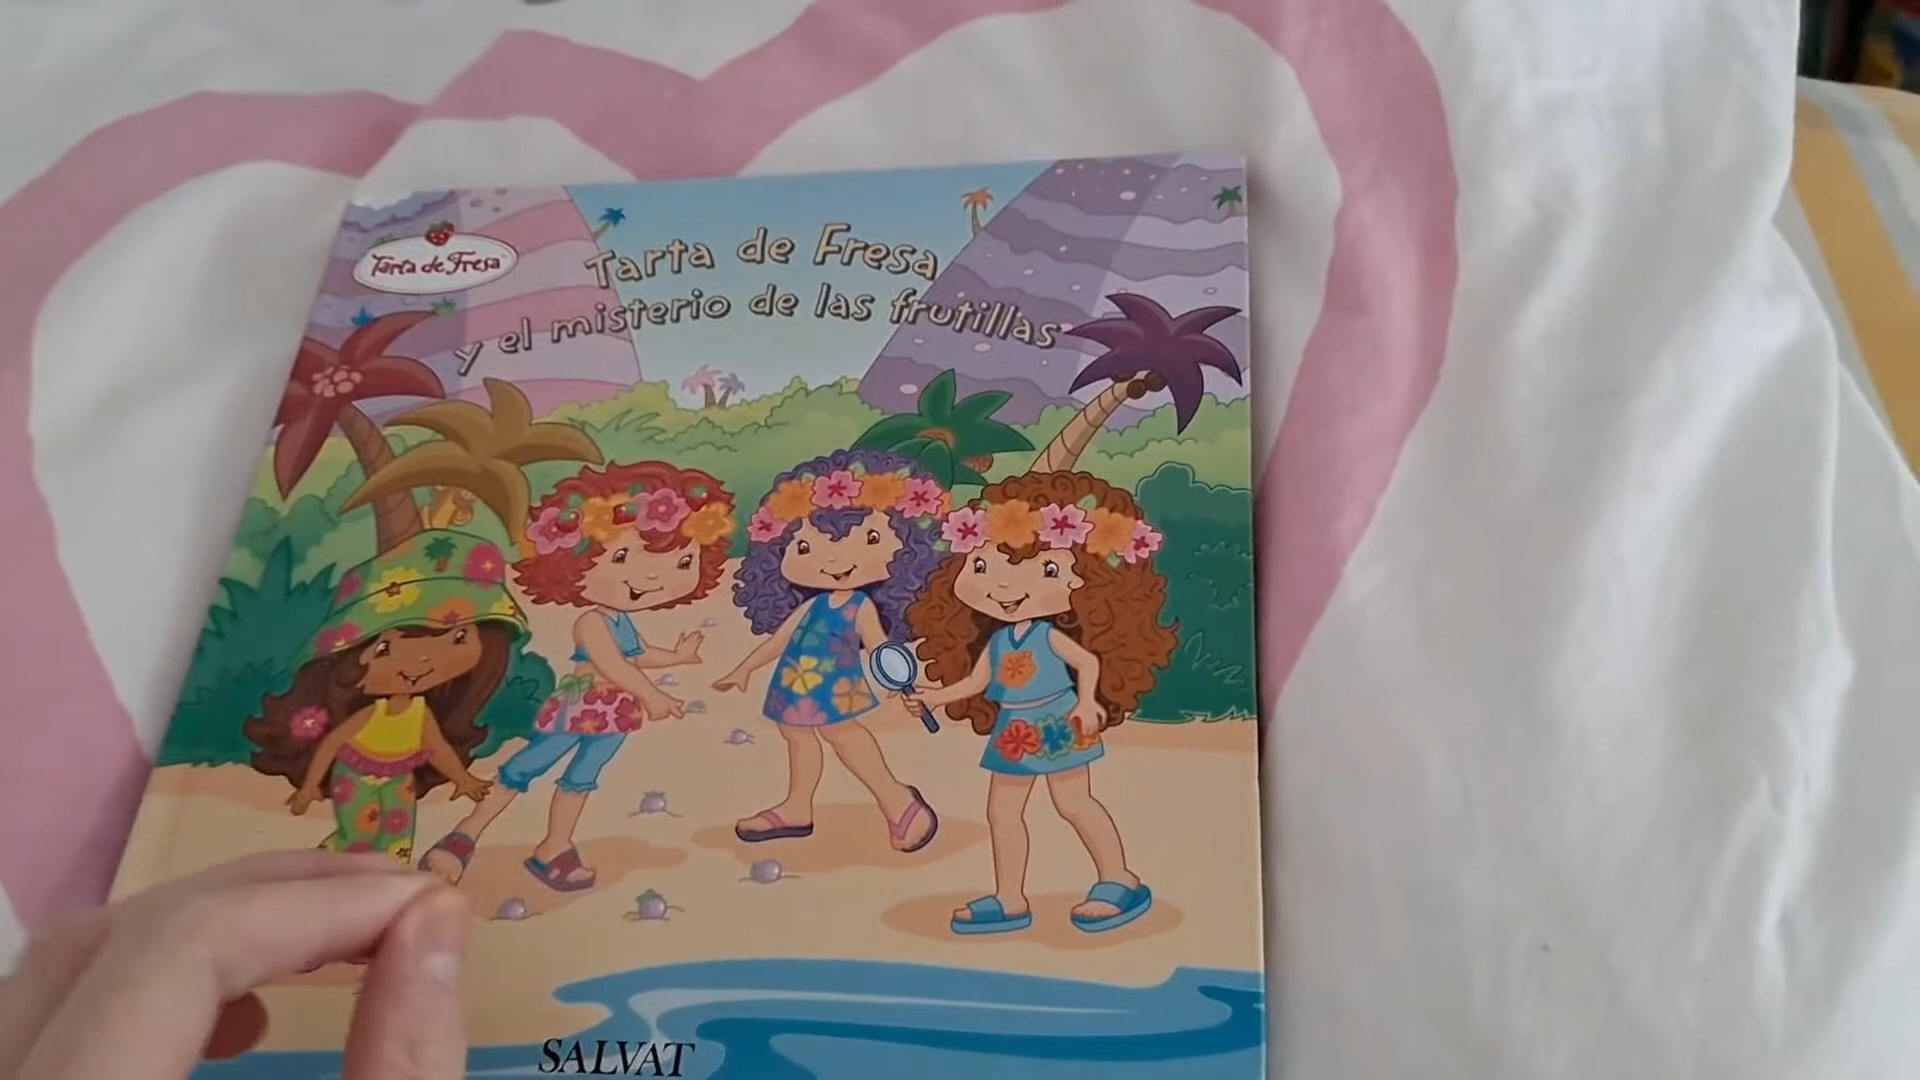 Tarta de Fresa
Tarta de Fresa
y el misterio de las frutillas
SALVAT